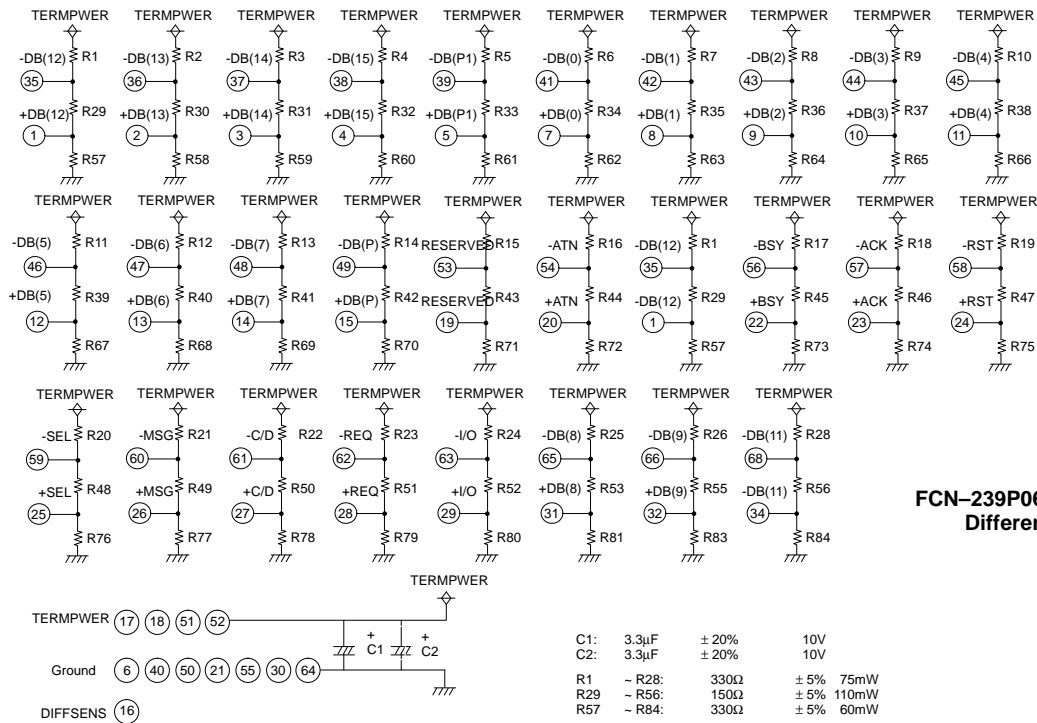 TERMPWER TERMPWER TERMPWER TERMPWER TERMPWER TERMPWER TERMPWER TERMPWER TERMPWER TERMPWER
-DB(12) R1 -DB(13) R2 -DB(14) R3 -DB(15) R4 -DB(P1) R5 -DB(0) R6 -DB(1) R7 -DB(2) R8 -DB(3) R9 -DB(4) R10
35 36 37 38 39 41 42 43 44 45
+DB(12) R29 +DB(13) R30 +DB(14) R31 +DB(15) R32 +DB(P1) R33 +DB(0) R34 +DB(1) R35 +DB(2) R36 +DB(3) R37 +DB(4) R38
1 2 3 4 5 7 8 9 10 11
R57 R58 R59 R60 R61 R62 R63 R64 R65 R66
TERMPWER TERMPWER TERMPWER TERMPWER TERMPWER TERMPWER TERMPWER TERMPWER TERMPWER TERMPWER
-DB(5) R11 -DB(6) R12 -DB(7) R13 -DB(P) R14 RESERVED R15 -ATN R16 -DB(12) R1 -BSY R17 -ACK R18 -RST R19
46 47 48 49 53 54 35 56 57 58
+DB(5) R39 +DB(6) R40 +DB(7) R41 +DB(P) R42 RESERVED R43 +ATN R44 -DB(12) R29 +BSY R45 +ACK R46 +RST R47
12 13 14 15 19 20 1 22 23 24
R67 R68 R69 R70 R71 R72 R57 R73 R74 R75
TERMPWER TERMPWER TERMPWER TERMPWER TERMPWER TERMPWER TERMPWER TERMPWER
-SEL R20 -MSG R21 -C/D R22 -REQ R23 -I/O R24 -DB(8) R25 -DB(9) R26 -DB(11) R28
59 60 61 62 63 65 66 68
+SEL R48 +MSG R49 +C/D R50 +REQ R51 +I/O R52 +DB(8) R53 +DB(9) R55 -DB(11) R56
25 26 27 28 29 31 32 34
R76 R77 R78 R79 R80 R81 R83 R84
FCN–239P06
Differen
TERMPWER
TERMPWER 17 18 51 52
+ C1 + C2
Ground 6 40 50 21 55 30 64
DIFFSENS 16
C1: 3.3µF ± 20% 10V
C2: 3.3µF ± 20% 10V
R1 ~ R28: 330Ω ± 5% 75mW
R29 ~ R56: 150Ω ± 5% 110mW
R57 ~ R84: 330Ω ± 5% 60mW